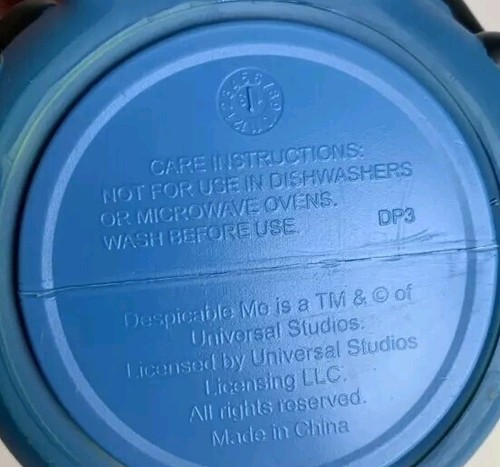 CARE INSTRUCTIONS:
NOT FOR USE IN DISHWASHERS
OR MICROWAVE OVENS.
WASH BEFORE USE. DP3
Despicable Me is a TM & © of
Universal Studios.
Licensed by Universal Studios
Licensing LLC.
All rights reserved.
Made in China